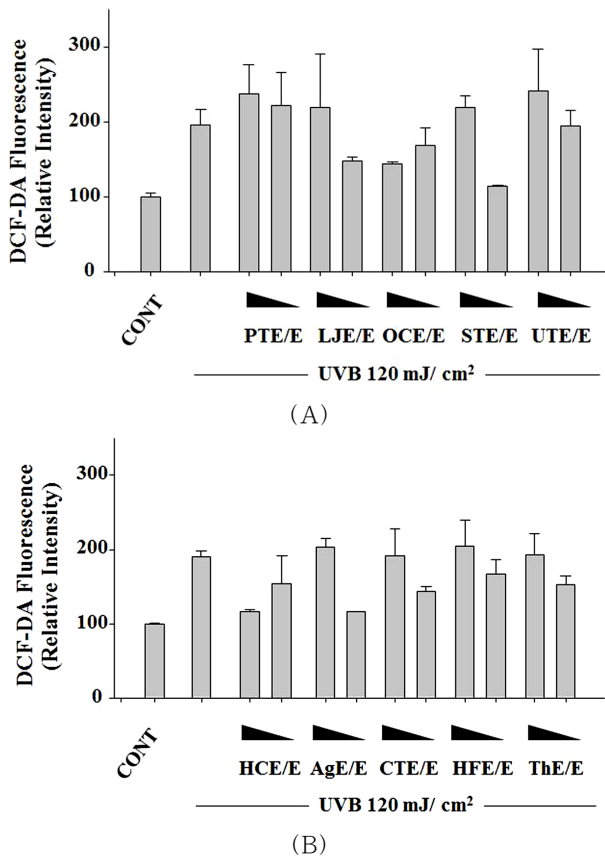 DCF-DA Fluorescence
(Relative Intensity)
300
200
100
0
CONT
PTE/E LJE/E OCE/E STE/E UTE/E
UVB 120 mJ/ cm²
(A)
DCF-DA Fluorescence
(Relative Intensity)
300
200
100
0
CONT
HCE/E AgE/E CTE/E HFE/E ThE/E
UVB 120 mJ/ cm²
(B)